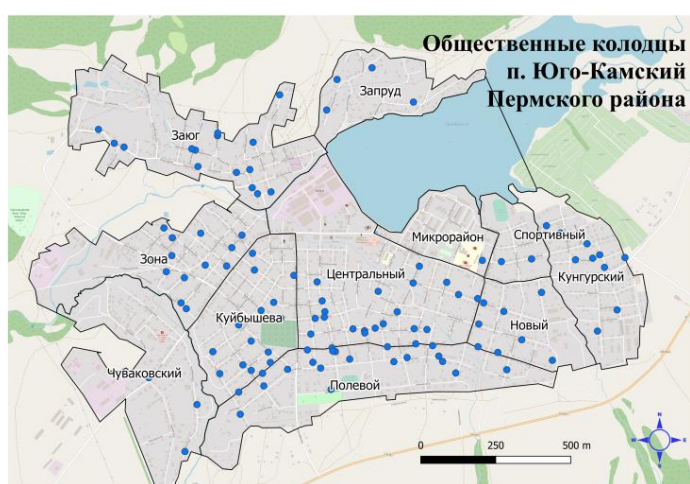 Общественные колодцы
п. Юго-Камский
Пермского района
Запруд
Заюг
Микрорайон
Спортивный
Зона
Центральный
Кунгурский
Куйбышева
Новый
Чуваковский
Полевой
0 250 500 m